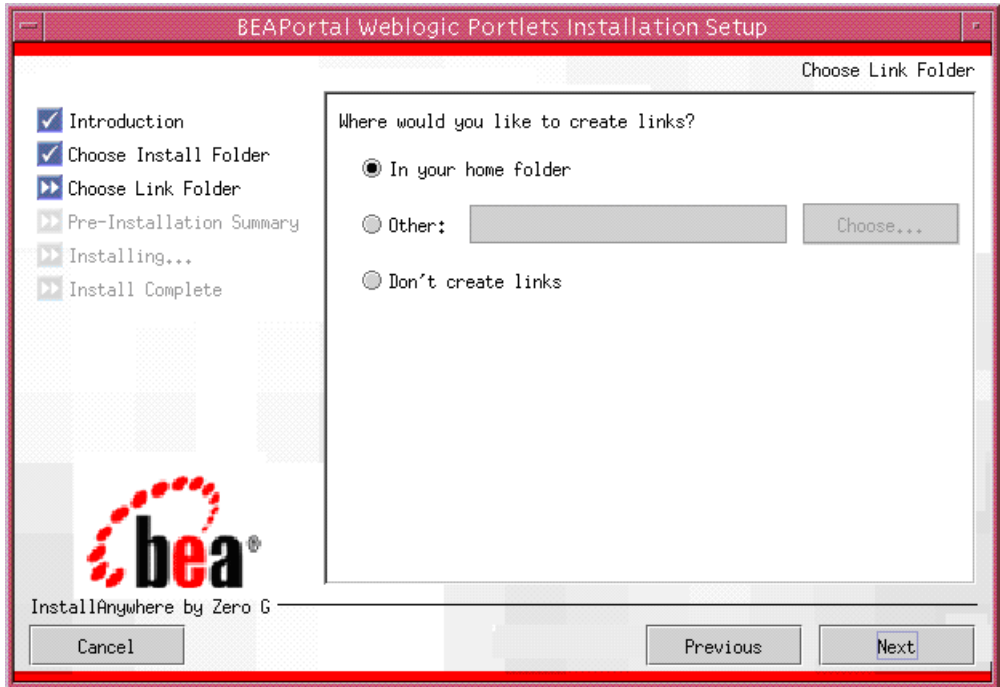 BEAPortal Weblogic Portlets Installation Setup
Choose Link Folder
Introduction
Choose Install Folder
Choose Link Folder
Pre-Installation Summary
Installing...
Install Complete
Where would you like to create links?
In your home folder
Other:
Choose...
Don't create links
bea®
InstallAnywhere by Zero G
Cancel
Previous
Next